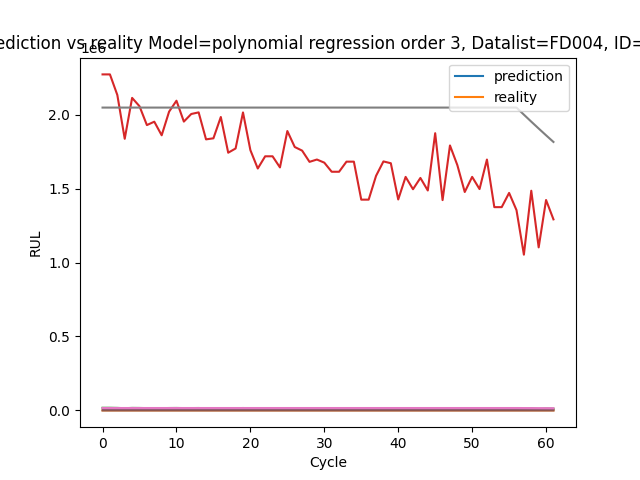 ediction vs reality Model=polynomial regression order 3, Datalist=FD004, ID=
1e6
prediction
reality
2.0
1.5
1.0
0.5
0.0
RUL
0 10 20 30 40 50 60
Cycle